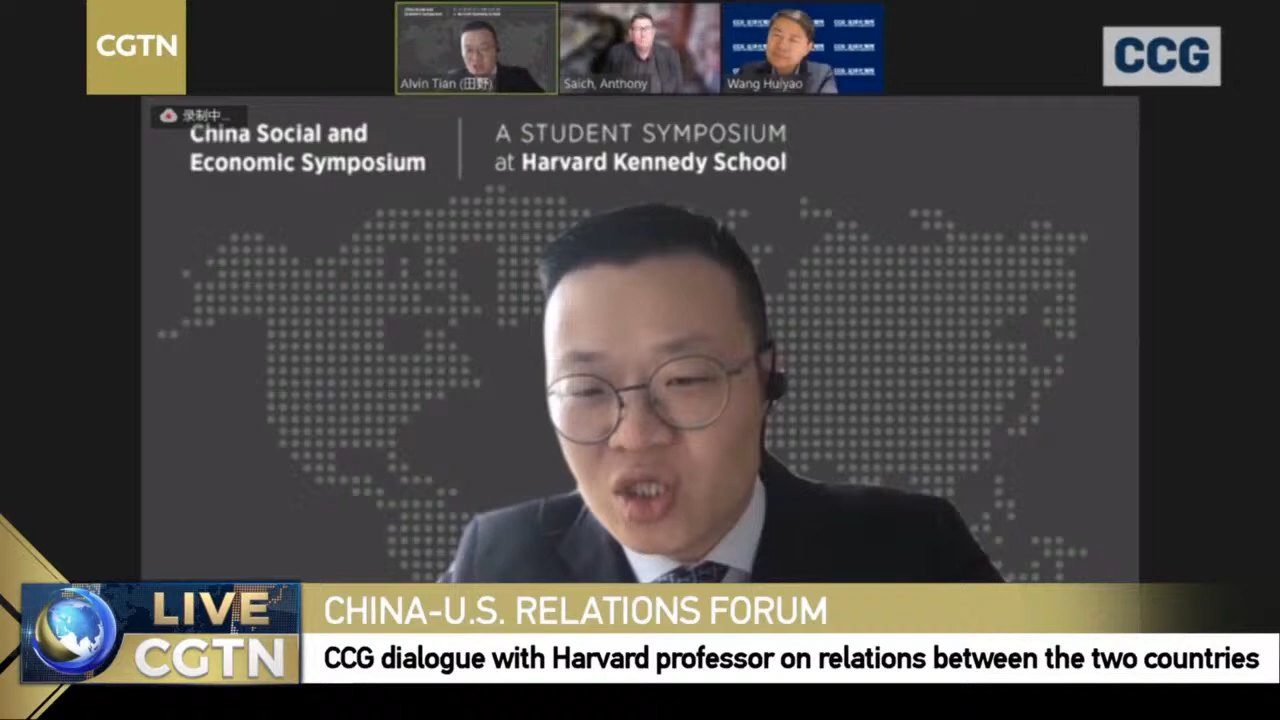 CGTN
Alvin Tian (田野)
Saich, Anthony
Wang Huiyao
CCG
录制中...
China Social and
Economic Symposium
A STUDENT SYMPOSIUM
at Harvard Kennedy School
LIVE
CGTN
CHINA-U.S. RELATIONS FORUM
CCG dialogue with Harvard professor on relations between the two countries